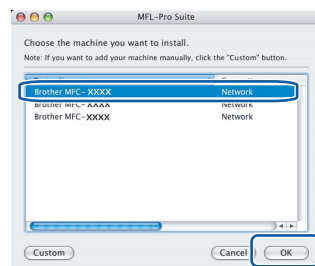 MFL-Pro Suite
Choose the machine you want to install.
Note: If you want to add your machine manually, click the "Custom" button.
Brother MFC-XXXX Network
Brother MFC-XXXX Network
Brother MFC-XXXX Network
Custom Cancel OK